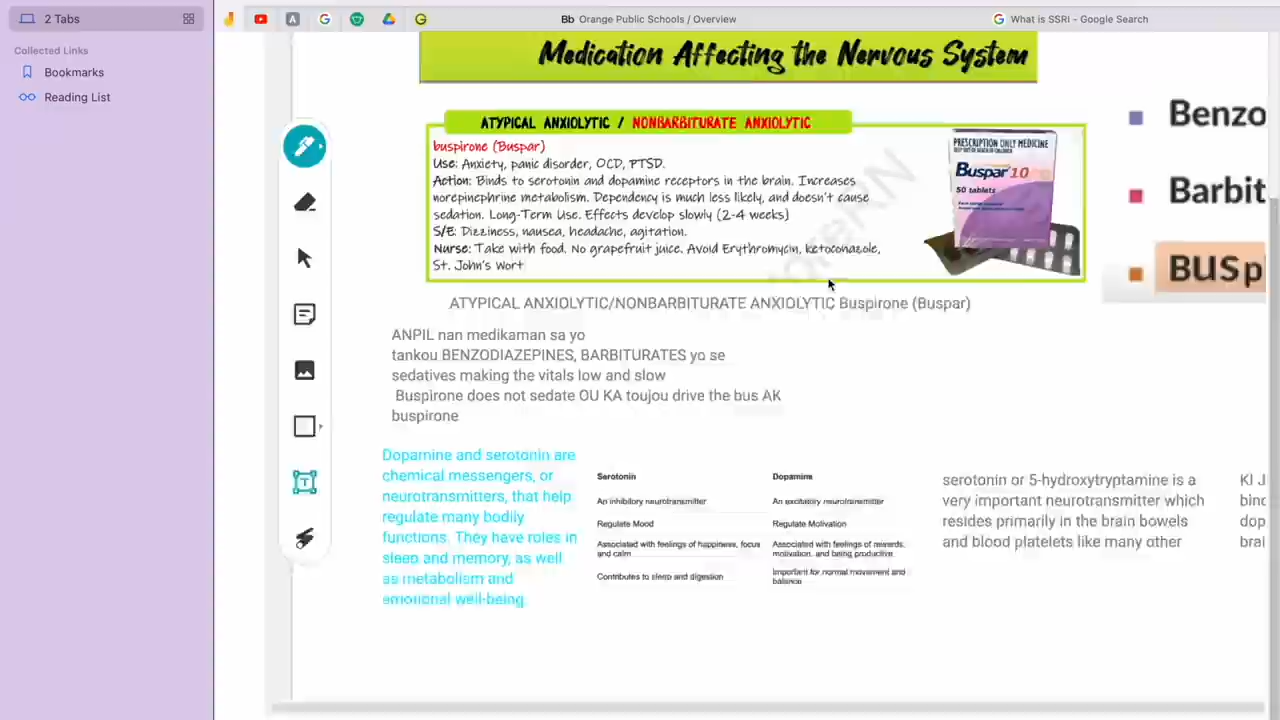 2 Tabs
Collected Links
Bookmarks
Reading List
A
G
Bb Orange Public Schools / Overview
What is SSRI - Google Search
Medication Affecting the Nervous System
ATYPICAL ANXIOLYTIC / NONBARBITURATE ANXIOLYTIC
buspirone (Buspar)
Use: Anxiety, panic disorder, OCD, PTSD.
Action: Binds to serotonin and dopamine receptors in the brain. Increases
norepinephrine metabolism. Dependency is much less likely, and doesn't cause
sedation. Long-Term Use. Effects develop slowly (2-4 weeks)
S/E: Dizziness, nausea, headache, agitation.
Nurse: Take with food. No grapefruit juice. Avoid Erythromycin, ketoconazole,
St. John's Wort
PRESCRIPTION ONLY MEDICINE
Buspar 10
50 tablets
Benzo
Barbit
BUSp
ATYPICAL ANXIOLYTIC/NONBARBITURATE ANXIOLYTIC Buspirone (Buspar)
ANPIL nan medikaman sa yo
tankou BENZODIAZEPINES, BARBITURATES yo se
sedatives making the vitals low and slow
Buspirone does not sedate OU KA toujou drive the bus AK
buspirone
Dopamine and serotonin are
chemical messengers, or
neurotransmitters, that help
regulate many bodily
functions. They have roles in
sleep and memory, as well
as metabolism and
emotional well-being
Serotonin
An inhibitory neurotransmitter
Regulate Mood
Associated with feelings of happiness, focus
and calm
Contributes to sleep and digestion
Dopamine
An excitatory neurotransmitter
Regulate Motivation
Associated with feelings of rewards,
motivation, and being productive
Important for normal movement and
balance
serotonin or 5-hydroxytryptamine is a
very important neurotransmitter which
resides primarily in the brain bowels
and blood platelets like many other
KI J
bind
dop
brai